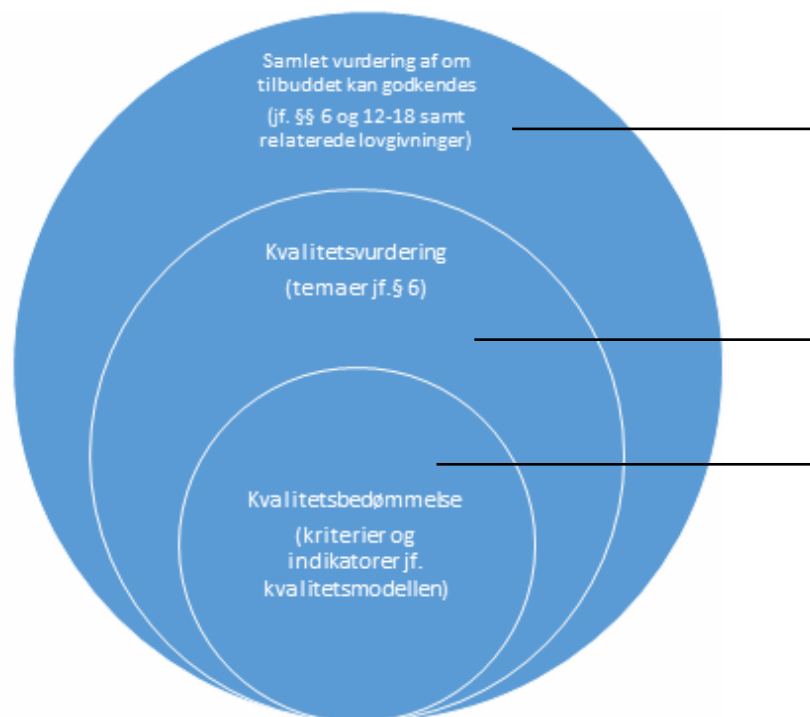 Samlet vurdering af om
tilbuddet kan godkendes
(jf. §§ 6 og 12-18 samt
relaterede lovgivninger)
Kvalitetsvurdering
(temaer jf. § 6)
Kvalitetsbedømmelse
(kriterier og
indikatorer jf.
kvalitetsmodellen)